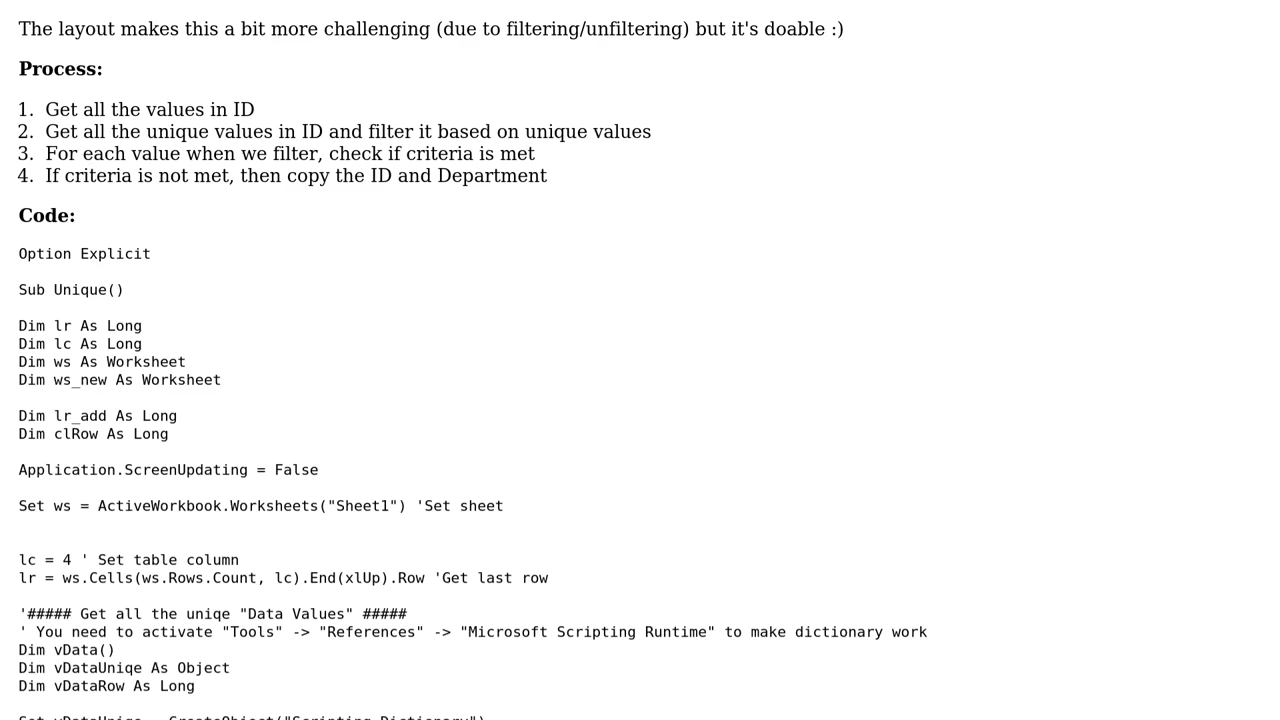 The layout makes this a bit more challenging (due to filtering/unfiltering) but it's doable :)
Process:
1. Get all the values in ID
2. Get all the unique values in ID and filter it based on unique values
3. For each value when we filter, check if criteria is met
4. If criteria is not met, then copy the ID and Department
Code:
Option Explicit
Sub Unique()
Dim lr As Long
Dim lc As Long
Dim ws As Worksheet
Dim ws_new As Worksheet
Dim lr_add As Long
Dim clRow As Long
Application.ScreenUpdating = False
Set ws = ActiveWorkbook.Worksheets("Sheet1") 'Set sheet
lc = 4 ' Set table column
lr = ws.Cells(ws.Rows.Count, lc).End(xlUp).Row 'Get last row
'##### Get all the uniqe "Data Values" #####
' You need to activate "Tools" -> "References" -> "Microsoft Scripting Runtime" to make dictionary work
Dim vData()
Dim vDataUniqe As Object
Dim vDataRow As Long
Set vDataUniqe = CreateObject("Scripting.Dictionary")